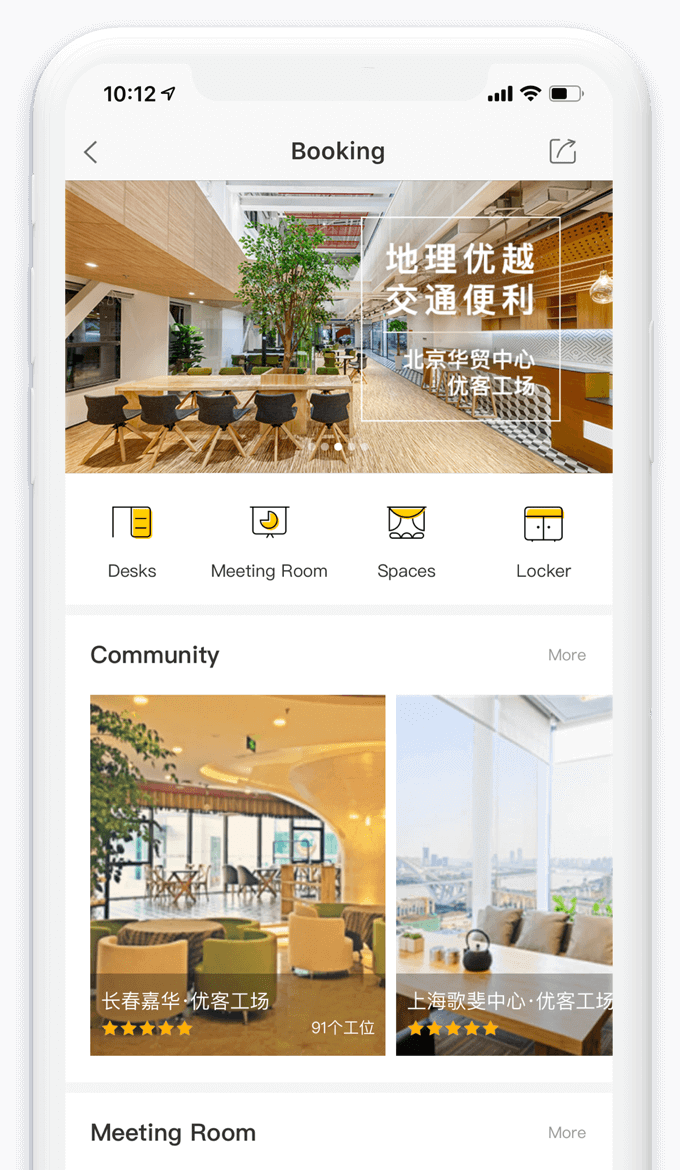 10:12
Booking
地理优越
交通便利
北京华贸中心
优客工场
Desks
Meeting Room
Spaces
Locker
Community
More
长春嘉华·优客工场
91个工位
上海歌斐中心·优客工场
Meeting Room
More